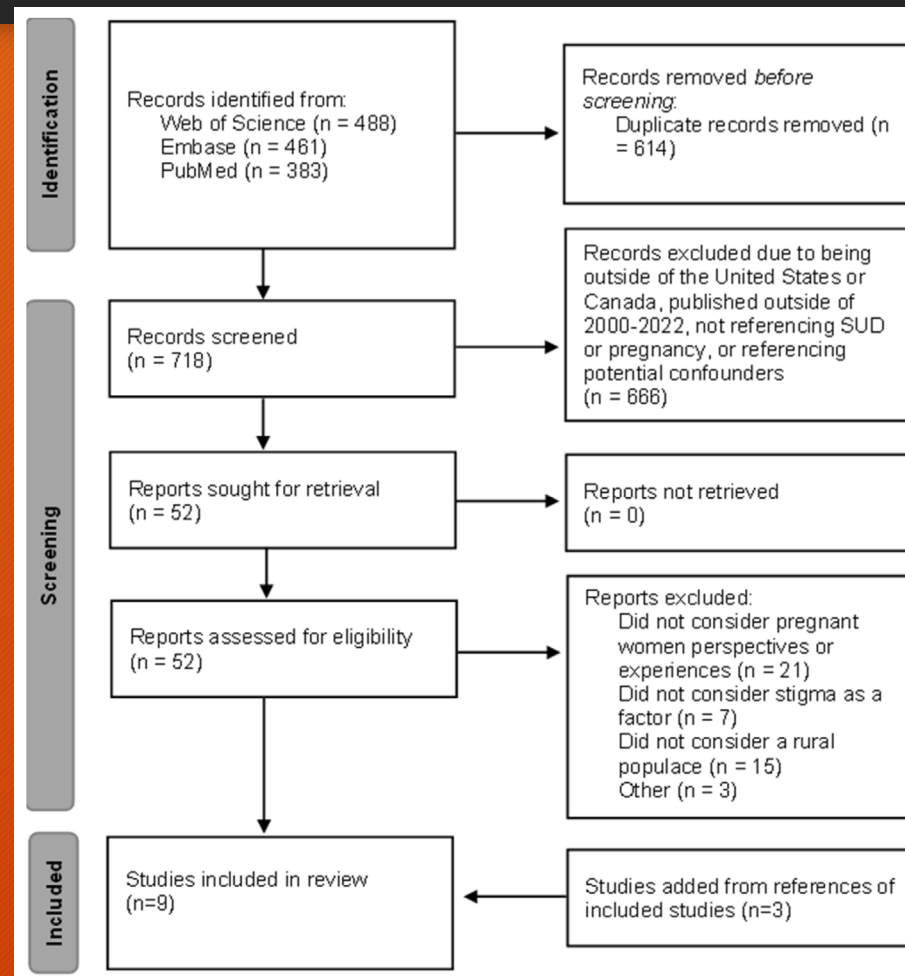 Identification
Records identified from:
Web of Science (n = 488)
Embase (n = 461)
PubMed (n = 383)
Records removed before
screening:
Duplicate records removed (n
= 614)
Screening
Records screened
(n = 718)
Records excluded due to being
outside of the United States or
Canada, published outside of
2000-2022, not referencing SUD
or pregnancy, or referencing
potential confounders
(n = 666)
Reports sought for retrieval
(n = 52)
Reports not retrieved
(n = 0)
Reports assessed for eligibility
(n = 52)
Reports excluded:
Did not consider pregnant
women perspectives or
experiences (n = 21)
Did not consider stigma as a
factor (n = 7)
Did not consider a rural
populace (n = 15)
Other (n = 3)
Included
Studies included in review
(n=9)
Studies added from references of
included studies (n=3)